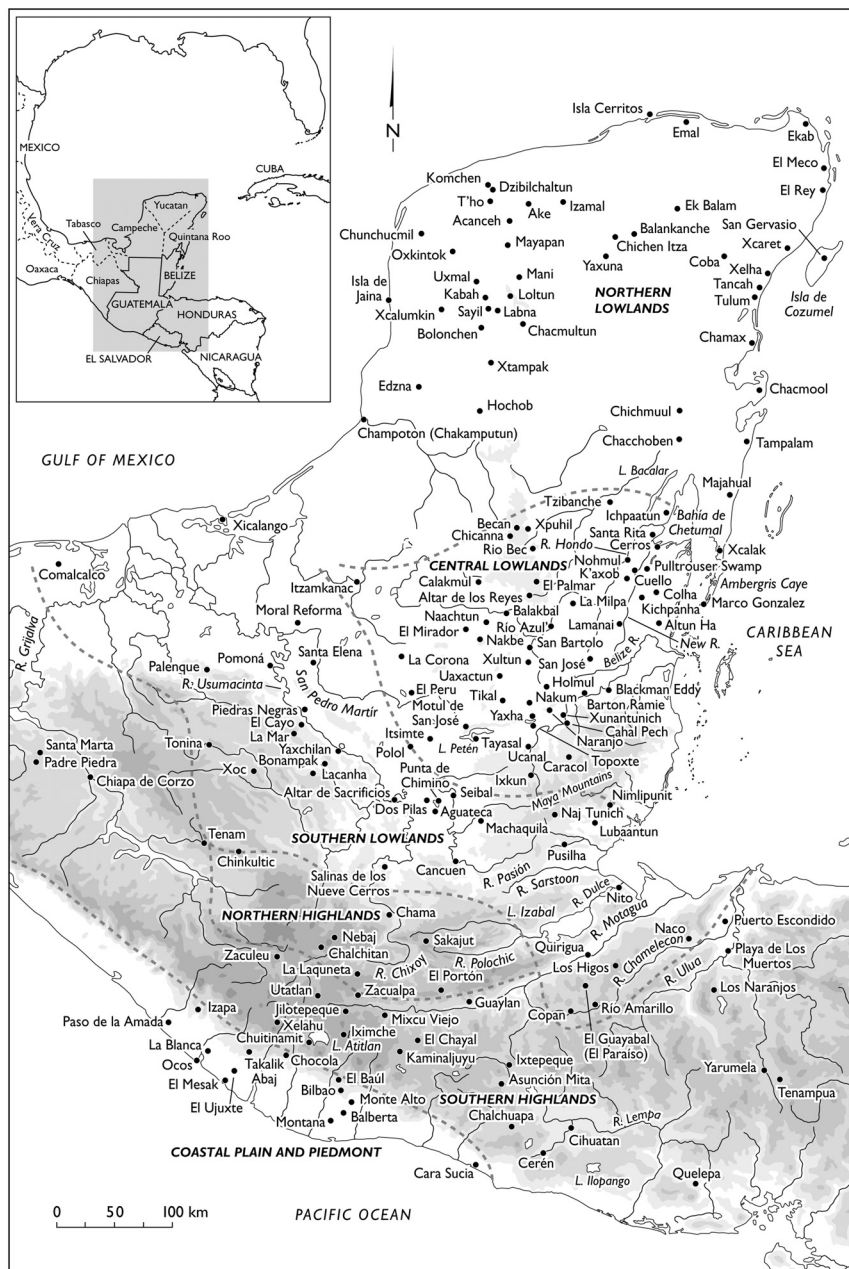 MEXICO
CUBA
Yucatan
Tabasco
Campeche
Vera Cruz
Quintana Roo
Oaxaca
Chiapas
BELIZE
GUATEMALA
HONDURAS
EL SALVADOR
NICARAGUA
N
Isla Cerritos
Emal
Ekab
El Meco
Komchen
Dzibilchaltun
El Rey
T'ho
Ake
Izamal
Ek Balam
Acanceh
San Gervasio
Chunchucmil
Balankanche
Mayapan
Chichen Itza
Xcaret
Oxkintok
Yaxuna
Coba
Xelha
Uxmal
Mani
Isla de
Jaina
Tancah
Kabah
Loltun
NORTHERN
LOWLANDS
Tulum
Isla de
Cozumel
Xcalumkin
Sayil
Labna
Bolonchen
Chacmultun
Chamax
Xtampak
Edzna
Chacmool
Hochob
Chichmuul
Champoton (Chakamputun)
Chacchoben
Tampalam
GULF OF MEXICO
L. Bacalar
Majahual
Tzibanche
Xicalango
Ichpaatun
Bahía de
Chetumal
Becan
Xpuhil
Chicanna
Santa Rita
Rio Bec
R. Hondo
Cerros
Xcalak
Comalcalco
CENTRAL LOWLANDS
Nohmul
Pulltrouser Swamp
Itzamkanac
Calakmul
El Palmar
K'axob
Cuello
Ambergris Caye
Altar de los Reyes
Colha
Moral Reforma
La Milpa
Kichpanha
Marco Gonzalez
Balakbal
Naachtun
Río Azul
Lamanai
Altun Ha
CARIBBEAN
SEA
R. Grijalva
El Mirador
Nakbe
San Bartolo
New R.
Pomoná
Santa Elena
La Corona
Xultun
San José
Belize R.
Palenque
R. Usumacinta
San Pedro Martir
Uaxactun
Holmul
El Peru
Tikal
Nakum
Blackman Eddy
Piedras Negras
Motul de
San José
Barton Ramie
El Cayo
Yaxha
Xunantunich
La Mar
Itsimte
Cahal Pech
Santa Marta
Tonina
Yaxchilan
Polol
L. Petén
Tayasal
Naranjo
Padre Piedra
Bonampak
Ucanal
Topoxte
Xoc
Lacanha
Punta de
Chimino
Caracol
Chiapa de Corzo
Ixkun
Altar de Sacrificios
Seibal
Maya Mountains
Nimlipunit
Dos Pilas
Aguateca
Naj Tunich
Machaquila
Lubaantun
SOUTHERN LOWLANDS
Tenam
Chinkultic
Pusilha
Salinas de los
Nueve Cerros
Cancuen
R. Pasión
R. Sarstoon
R. Dulce
Nito
NORTHERN HIGHLANDS
Chama
L. Izabal
R. Motagua
Puerto Escondido
Nebaj
Sakajut
Naco
Chalchitan
Quirigua
R. Chamelecon
Playa de Los
Muertos
Zaculeu
R. Polochic
La Laquneta
R. Chixoy
Los Higos
R. Ulua
El Portón
Los Naranjos
Utatlan
Zacualpa
Guaylan
Izapa
Jilotepeque
Copan
Río Amarillo
Paso de la Amada
Xelahu
Mixcu Viejo
Chuitinamit
Iximche
El Chayal
El Guayabal
(El Paraíso)
La Blanca
L. Atitlan
Ocos
Takalik
Abaj
Chocola
Kaminaljuyu
Ixtepeque
Yarumela
El Mesak
El Baúl
Asunción Mita
Bilbao
Tenampua
El Ujuxte
Monte Alto
SOUTHERN HIGHLANDS
Montana
Balberta
Chalchuapa
R. Lempa
Cihuatan
COASTAL PLAIN AND PIEDMONT
Cerén
Cara Sucia
L. Ilopango
Quelepa
0 50 100 km
PACIFIC OCEAN